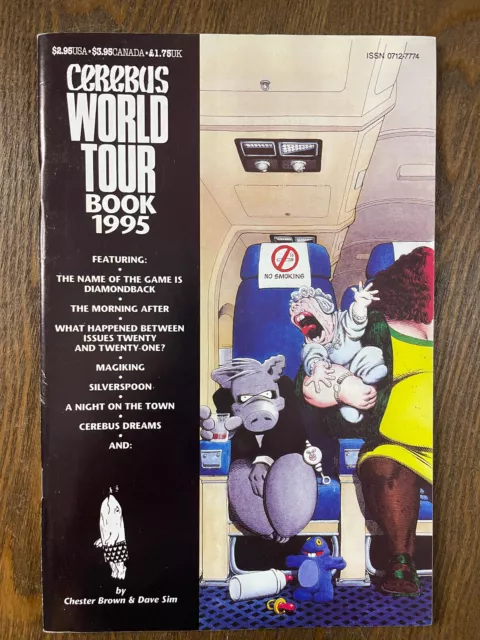 $2.95USA • $3.95CANADA • £1.75UK
ISSN 0712-7774
CEREBUS
WORLD
TOUR
BOOK
1995
FEATURING:
•
THE NAME OF THE GAME IS
DIAMONDBACK
•
THE MORNING AFTER
•
WHAT HAPPENED BETWEEN
ISSUES TWENTY
AND TWENTY-ONE?
•
MAGIKING
•
SILVERSPOON
•
A NIGHT ON THE TOWN
•
CEREBUS DREAMS
•
AND:
by
Chester Brown & Dave Sim
NO SMOKING